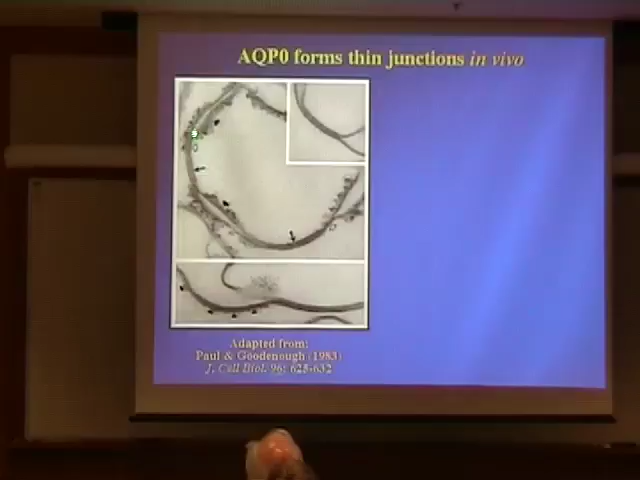 AQP0 forms thin junctions in vivo
Adapted from:
Paul & Goodenough (1983)
J. Cell Biol. 96: 625-632